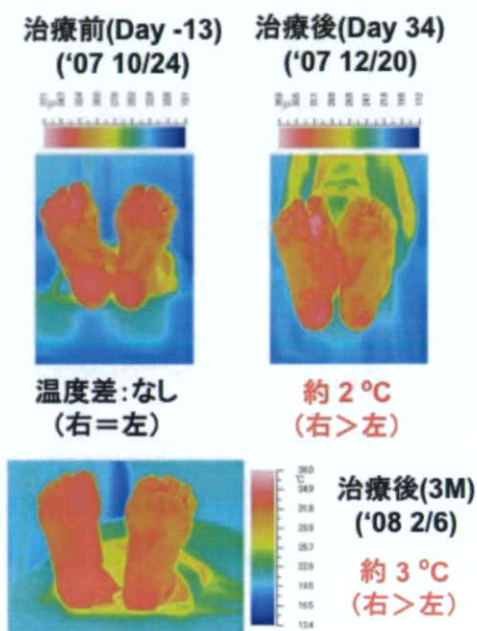 治療前(Day -13)
(‘07 10/24)
治療後(Day 34)
(‘07 12/20)
温度差:なし
(右＝左)
約 2 ºC
(右＞左)
治療後(3M)
(‘08 2/6)
約 3 ºC
(右＞左)
℃